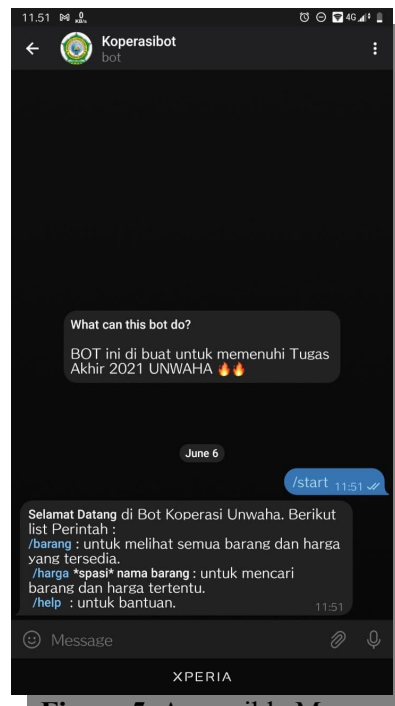 11.51 0 KB/s 4G
Koperasibot
bot
What can this bot do?
BOT ini di buat untuk memenuhi Tugas
Akhir 2021 UNWAHA 🔥🔥
June 6
/start 11:51
Selamat Datang di Bot Koperasi Unwaha. Berikut
list Perintah :
/barang : untuk melihat semua barang dan harga
yang tersedia.
/harga *spasi* nama barang : untuk mencari
barang dan harga tertentu.
/help : untuk bantuan.
11:51
Message
XPERIA